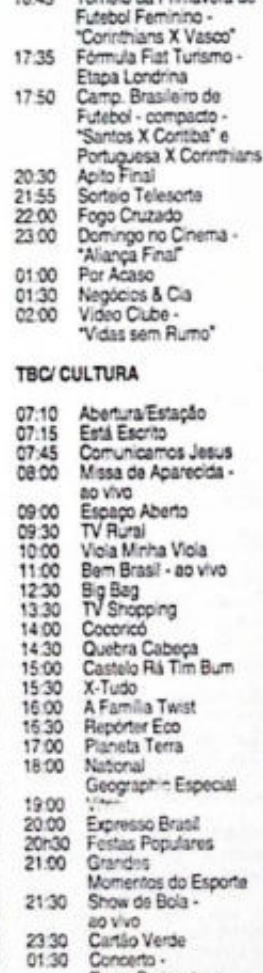 Futebol Feminino -
"Corinthians X Vasco"
17:35 Fórmula Fiat Turismo -
Etapa Londrina
17:50 Camp. Brasileiro de
Futebol - compacto -
"Santos X Coritiba" e
Portuguesa X Corinthians
20:30 Apito Final
21:55 Sorteio Telesorte
22:00 Fogo Cruzado
23:00 Domingo no Cinema -
"Aliança Final"
01:00 Por Acaso
01:30 Negócios & Cia
02:00 Vídeo Clube -
"Vidas sem Rumo"
TBC/ CULTURA
07:10 Abertura/Estação
07:15 Está Escrito
07:45 Comunicamos Jesus
08:00 Missa de Aparecida -
ao vivo
09:00 Espaço Aberto
09:30 TV Rural
10:00 Viola Minha Viola
11:00 Bem Brasil - ao vivo
12:30 Big Bag
13:30 TV Shopping
14:00 Cocoricó
14:30 Quebra Cabeça
15:00 Castelo Rá Tim Bum
15:30 X-Tudo
16:00 A Família Twist
16:30 Repórter Eco
17:00 Planeta Terra
18:00 National
Geographic Especial
19:00
20:00 Expresso Brasil
20h30 Festas Populares
21:00 Grandes
Momentos do Esporte
21:30 Show de Bola -
ao vivo
23:30 Cartão Verde
01:30 Concerto -